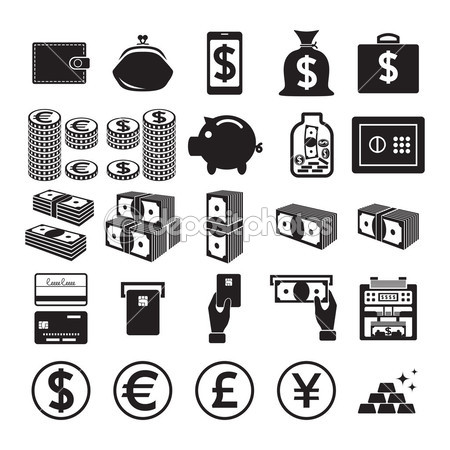 $ $ $
€ $
€ $
depositphotos
$$$$
$ € £ ¥